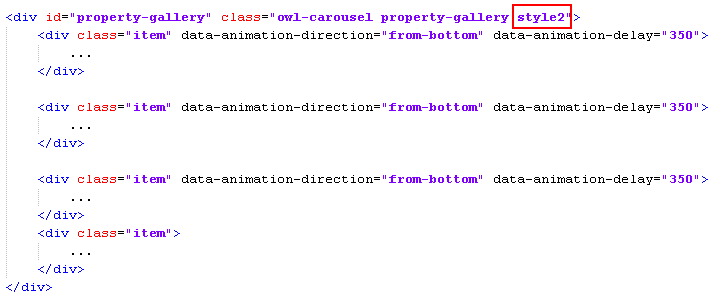 <div id="property-gallery" class="owl-carousel property-gallery style2">
    <div class="item" data-animation-direction="from-bottom" data-animation-delay="350">
        ...
    </div>

    <div class="item" data-animation-direction="from-bottom" data-animation-delay="350">
        ...
    </div>

    <div class="item" data-animation-direction="from-bottom" data-animation-delay="350">
        ...
    </div>
    <div class="item">
        ...
    </div>
</div>